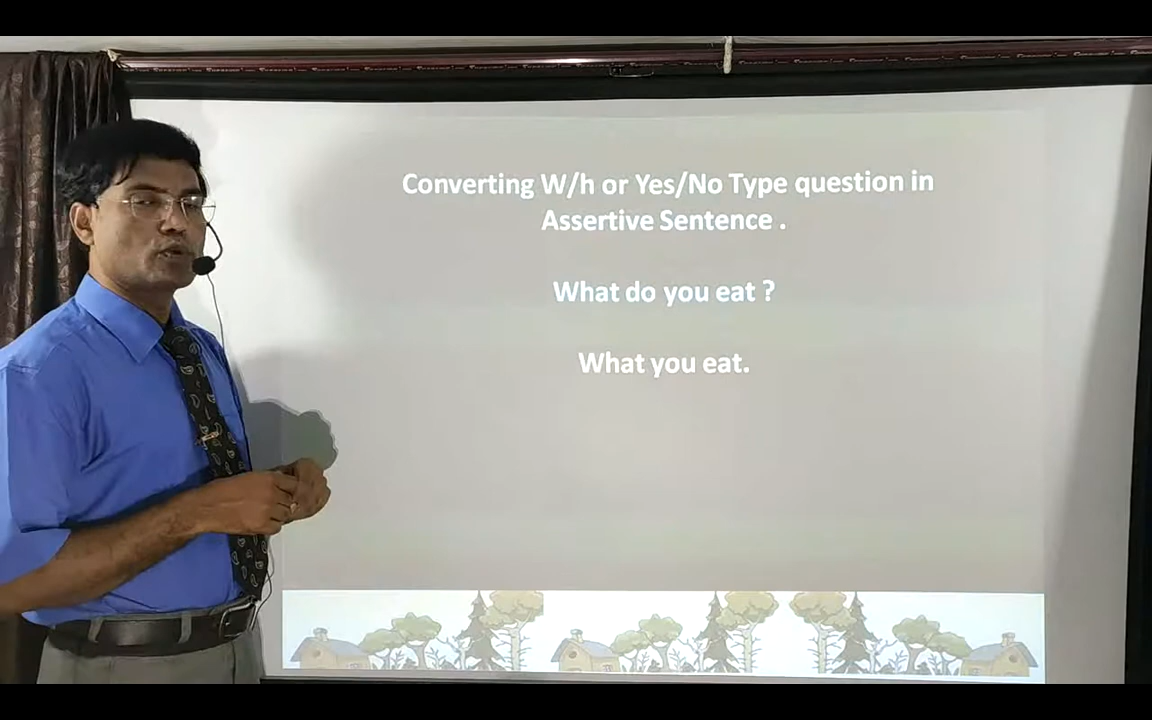 Converting W/h or Yes/No Type question in
Assertive Sentence .
What do you eat ?
What you eat.